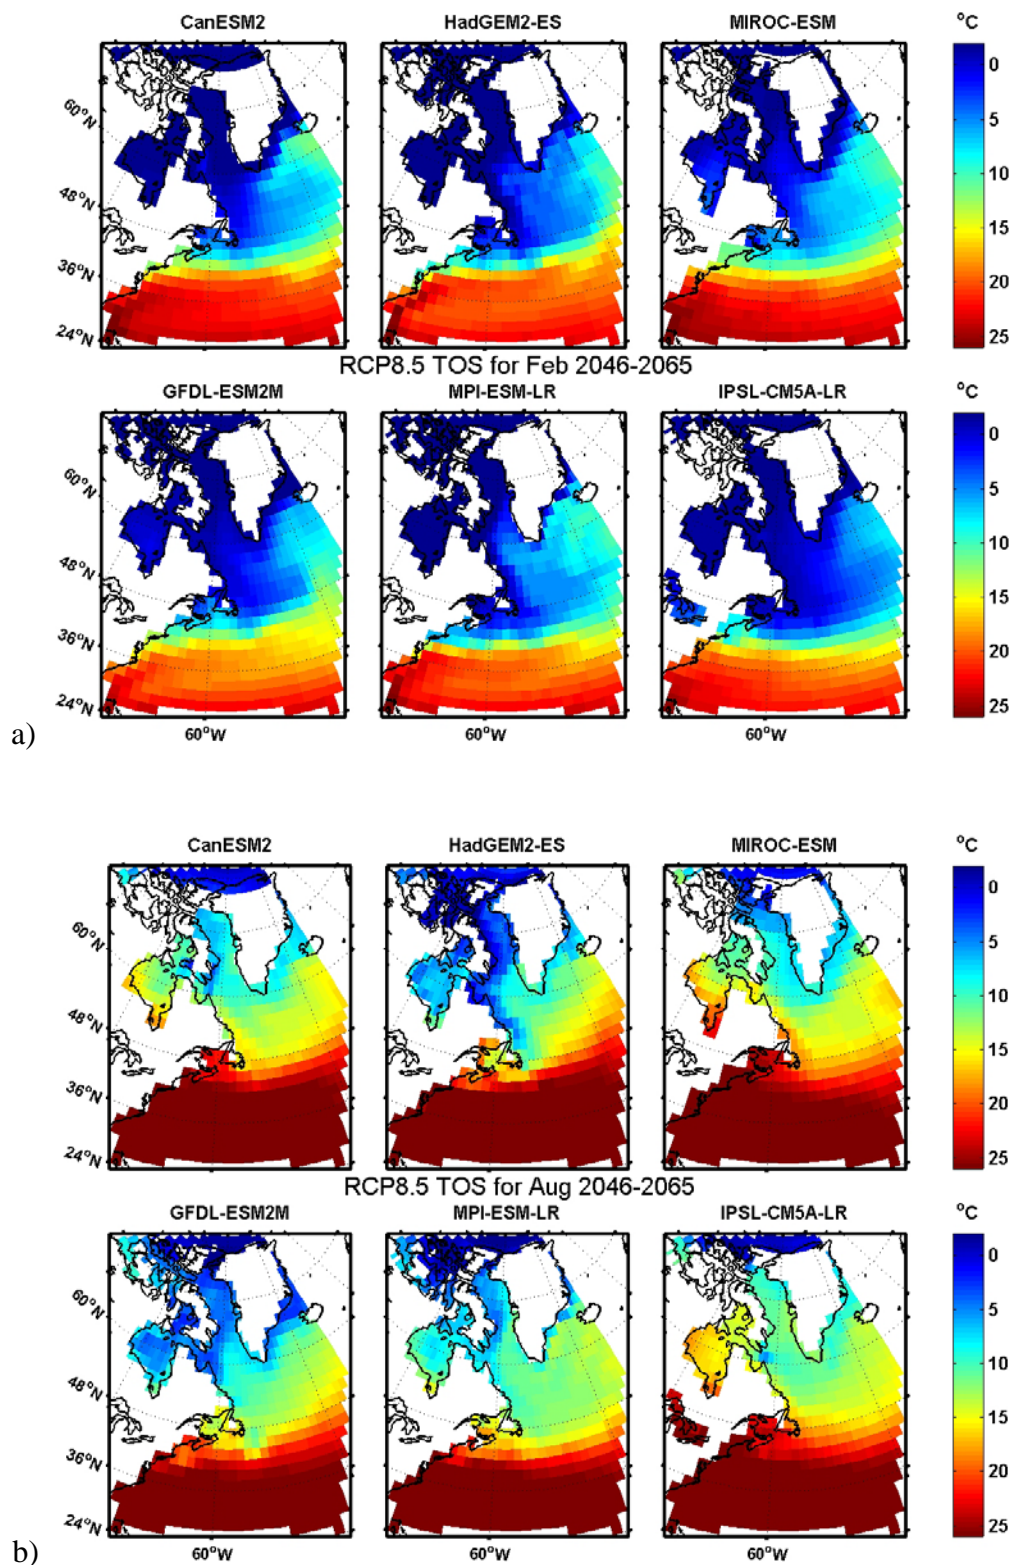 CanESM2 HadGEM2-ES MIROC-ESM °C
60°N
48°N
36°N
24°N
0
5
10
15
20
25
RCP8.5 TOS for Feb 2046-2065
GFDL-ESM2M MPI-ESM-LR IPSL-CM5A-LR °C
60°N
48°N
36°N
24°N
0
5
10
15
20
25
a)
60°W 60°W 60°W
CanESM2 HadGEM2-ES MIROC-ESM °C
60°N
48°N
36°N
24°N
0
5
10
15
20
25
RCP8.5 TOS for Aug 2046-2065
GFDL-ESM2M MPI-ESM-LR IPSL-CM5A-LR °C
60°N
48°N
36°N
24°N
0
5
10
15
20
25
b)
60°W 60°W 60°W